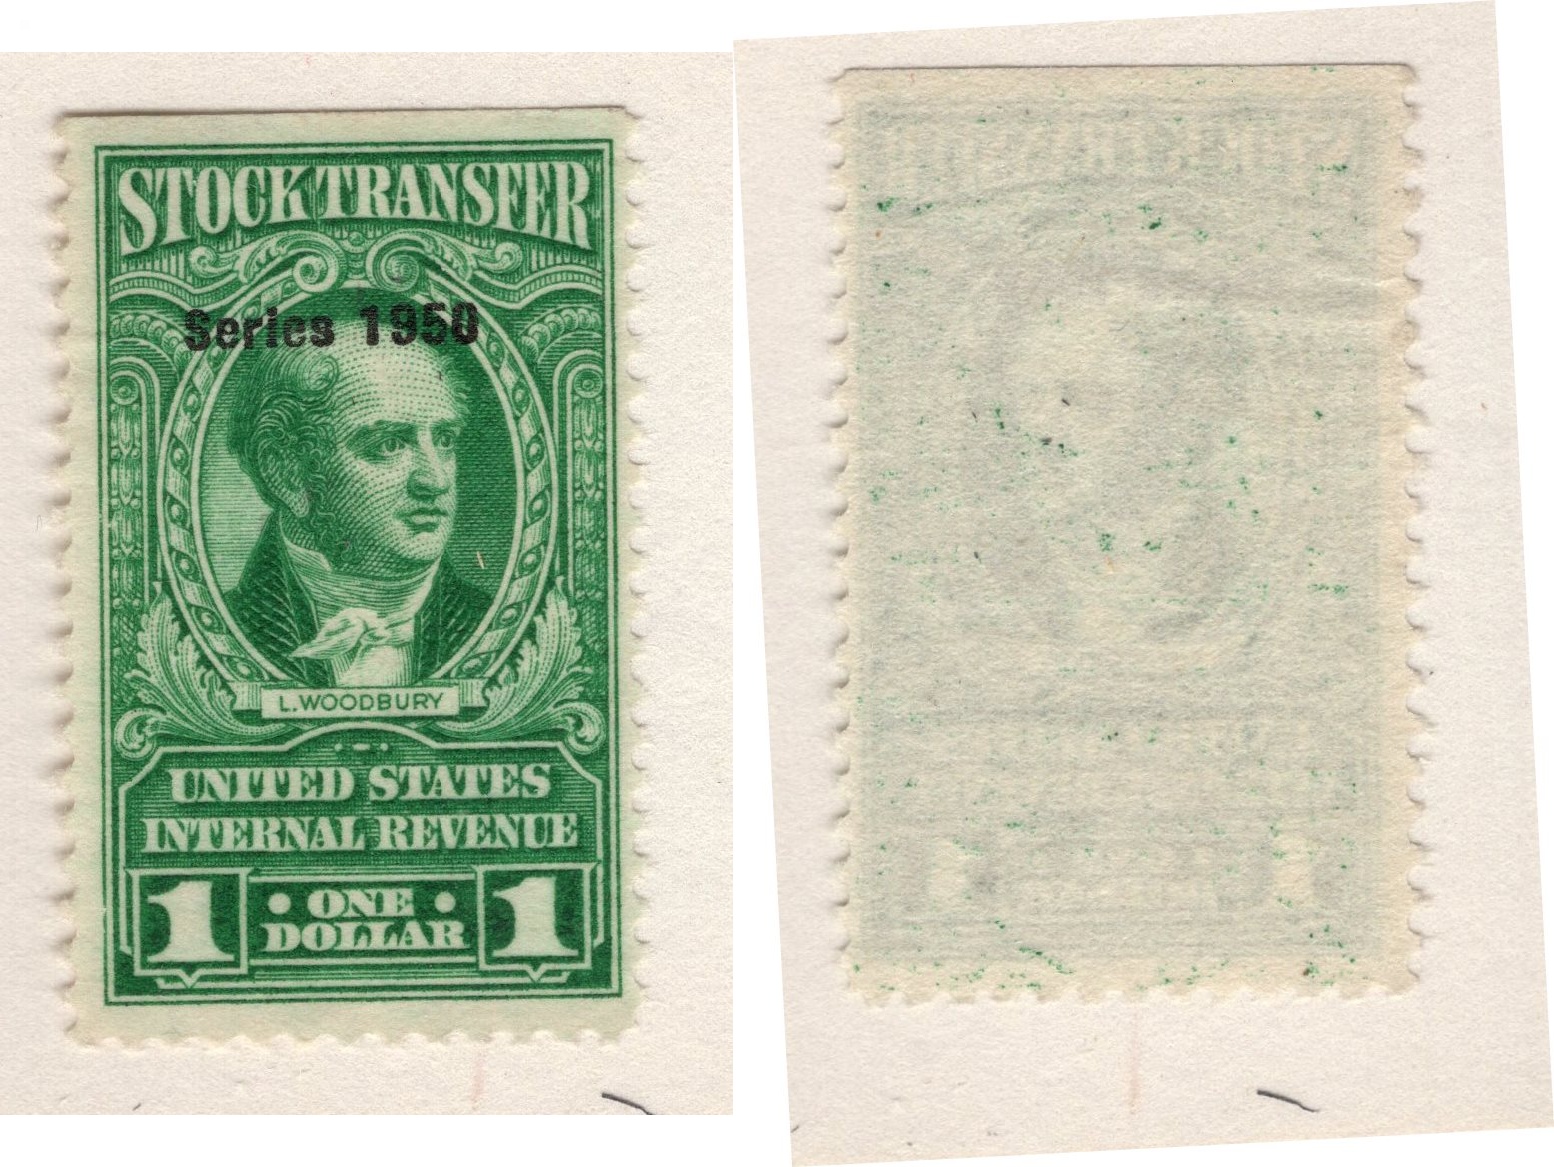 STOCK TRANSFER
Series 1950
L. WOODBURY
UNITED STATES
INTERNAL REVENUE
1 • ONE • 1
DOLLAR